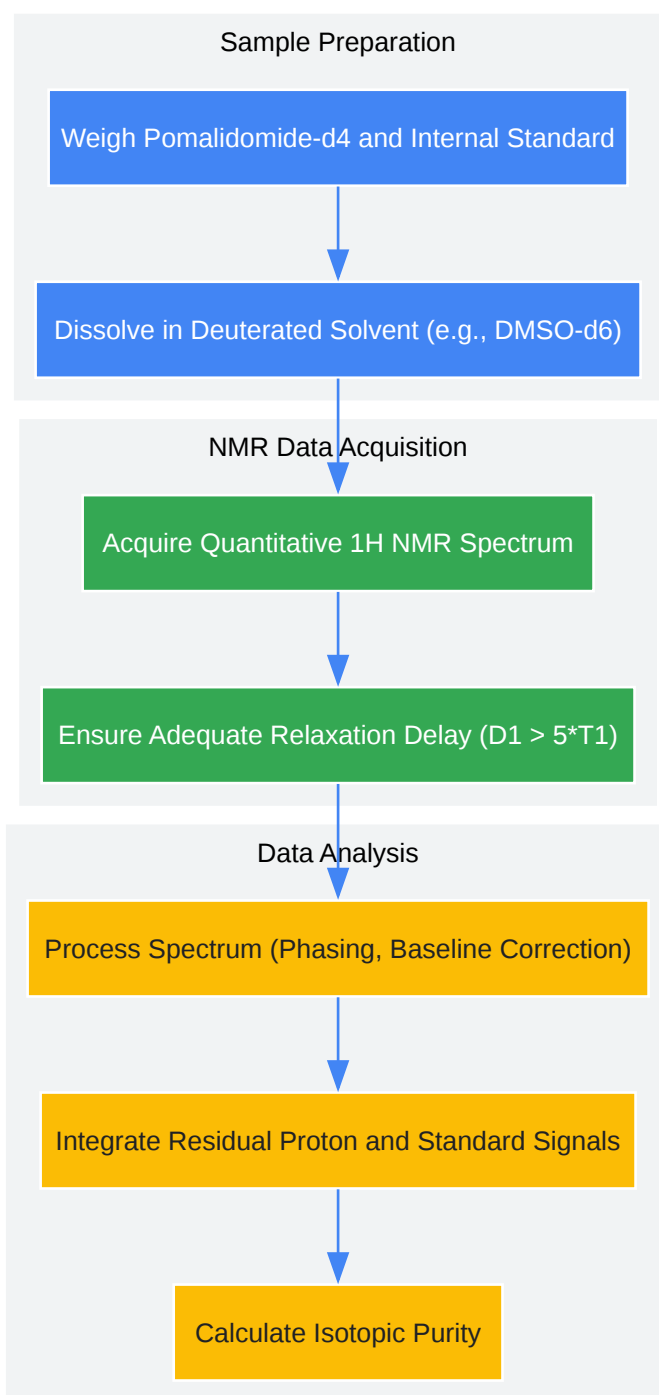 Sample Preparation
Weigh Pomalidomide-d4 and Internal Standard
Dissolve in Deuterated Solvent (e.g., DMSO-d6)
NMR Data Acquisition
Acquire Quantitative 1H NMR Spectrum
Ensure Adequate Relaxation Delay (D1 > 5*T1)
Data Analysis
Process Spectrum (Phasing, Baseline Correction)
Integrate Residual Proton and Standard Signals
Calculate Isotopic Purity